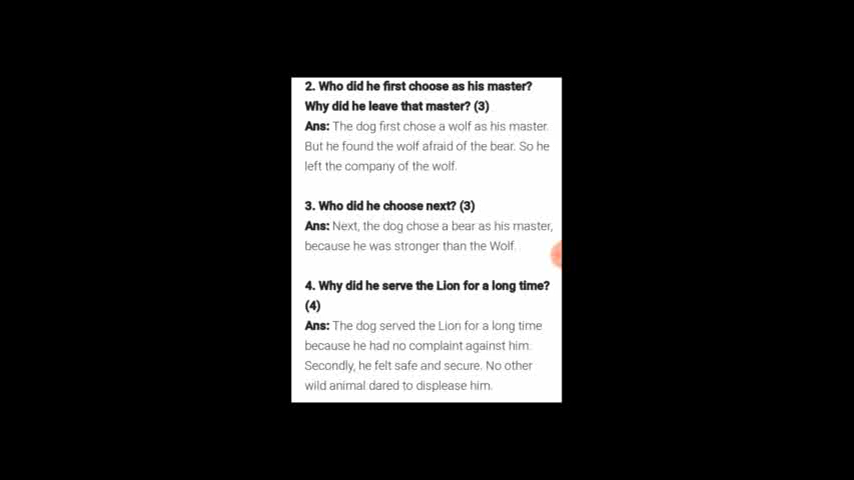 2. Who did he first choose as his master?
Why did he leave that master? (3)
Ans: The dog first chose a wolf as his master.
But he found the wolf afraid of the bear. So he
left the company of the wolf.
3. Who did he choose next? (3)
Ans: Next, the dog chose a bear as his master,
because he was stronger than the Wolf.
4. Why did he serve the Lion for a long time?
(4)
Ans: The dog served the Lion for a long time
because he had no complaint against him.
Secondly, he felt safe and secure. No other
wild animal dared to displease him.